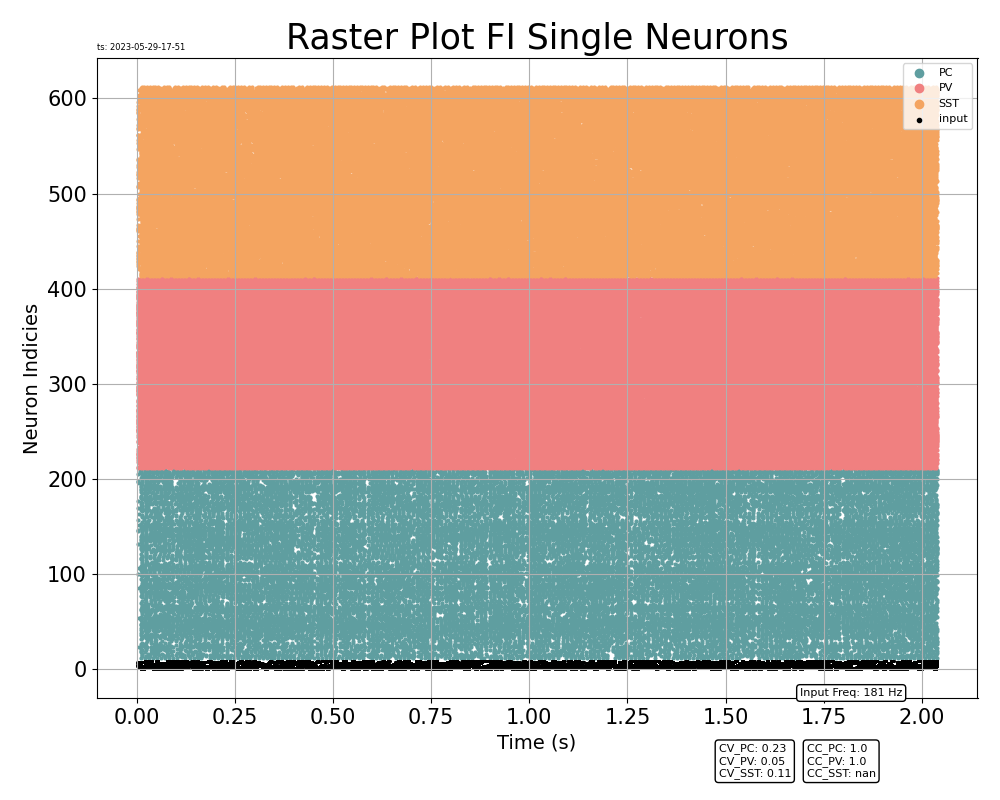 Raster Plot FI Single Neurons
ts: 2023-05-29-17-51
PC
PV
SST
input
600
500
400
300
200
100
0
Neuron Indicies
0.00 0.25 0.50 0.75 1.00 1.25 1.50 1.75 2.00
Time (s)
Input Freq: 181 Hz
CV_PC: 0.23
CV_PV: 0.05
CV_SST: 0.11
CC_PC: 1.0
CC_PV: 1.0
CC_SST: nan